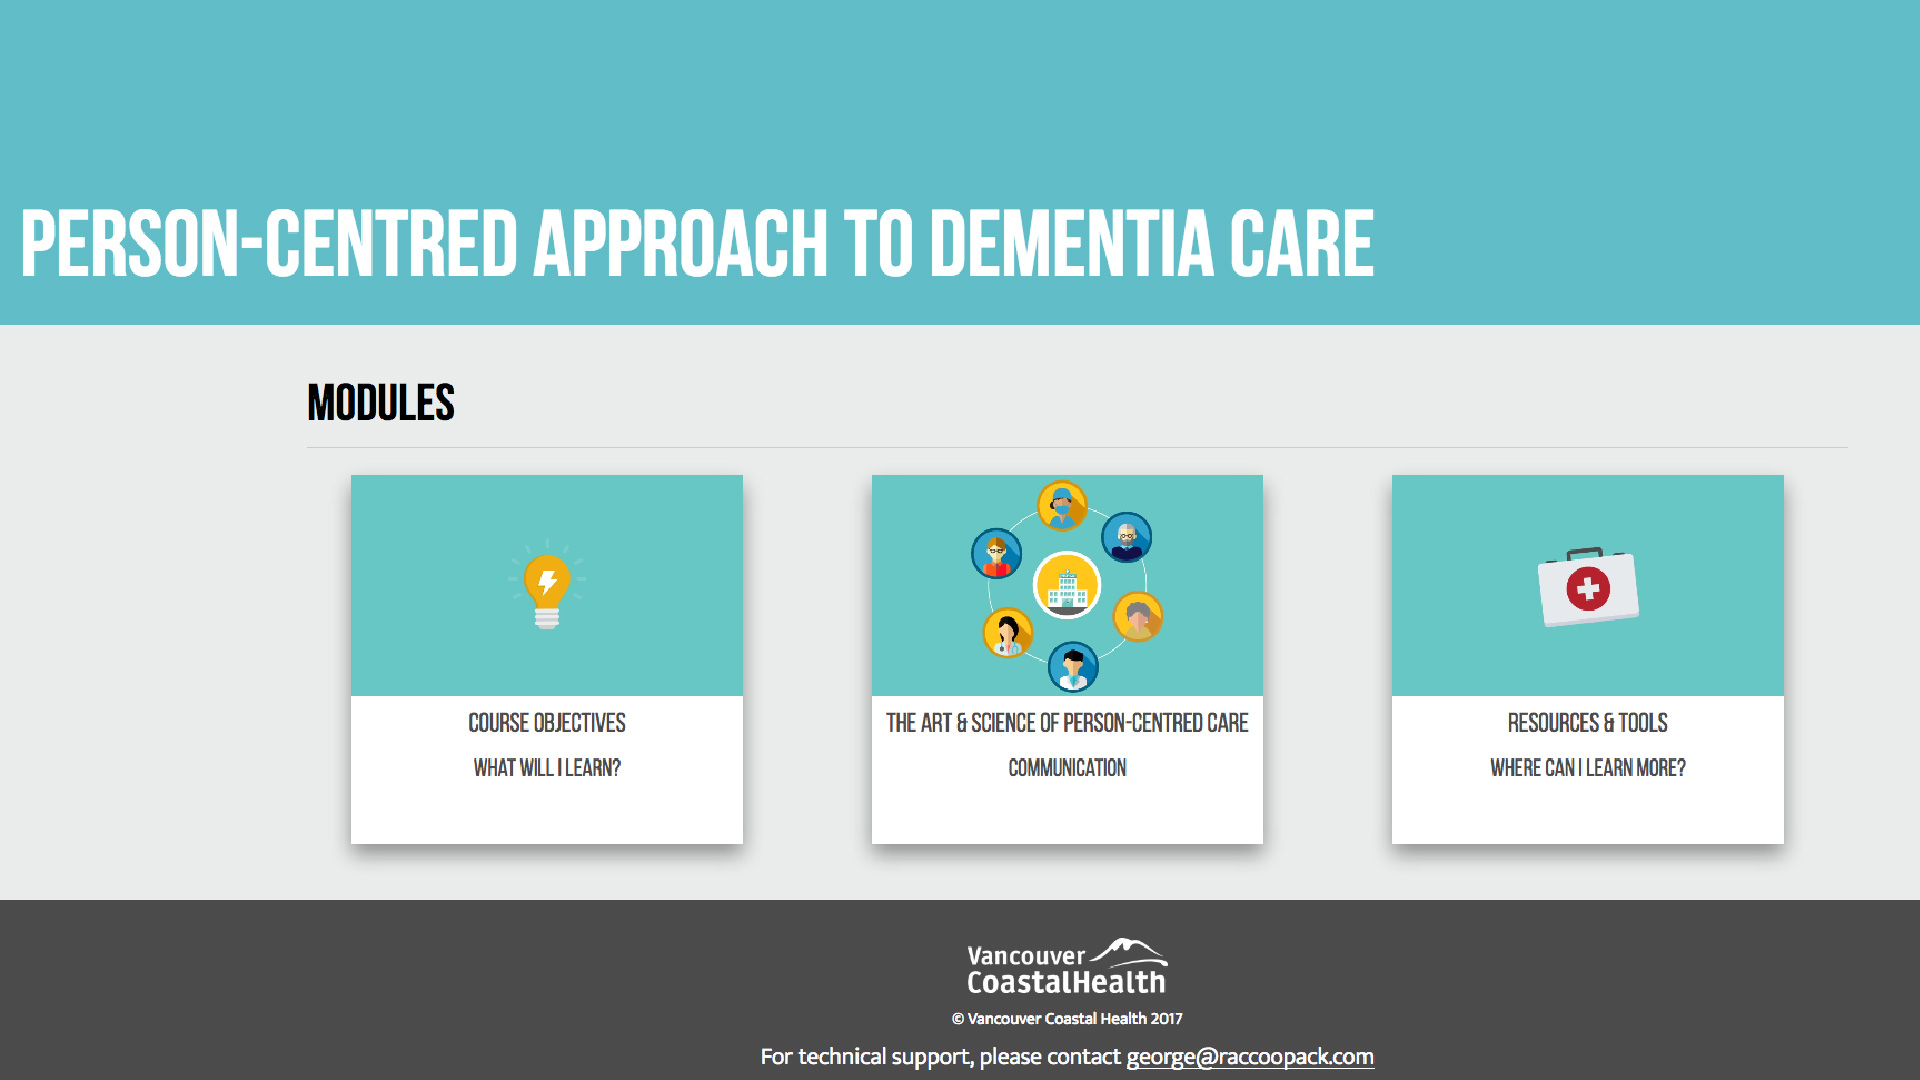 PERSON-CENTRED APPROACH TO DEMENTIA CARE
MODULES
COURSE OBJECTIVES
WHAT WILL I LEARN?
THE ART & SCIENCE OF PERSON-CENTRED CARE
COMMUNICATION
RESOURCES & TOOLS
WHERE CAN I LEARN MORE?
Vancouver
CoastalHealth
© Vancouver Coastal Health 2017
For technical support, please contact george@raccoopack.com